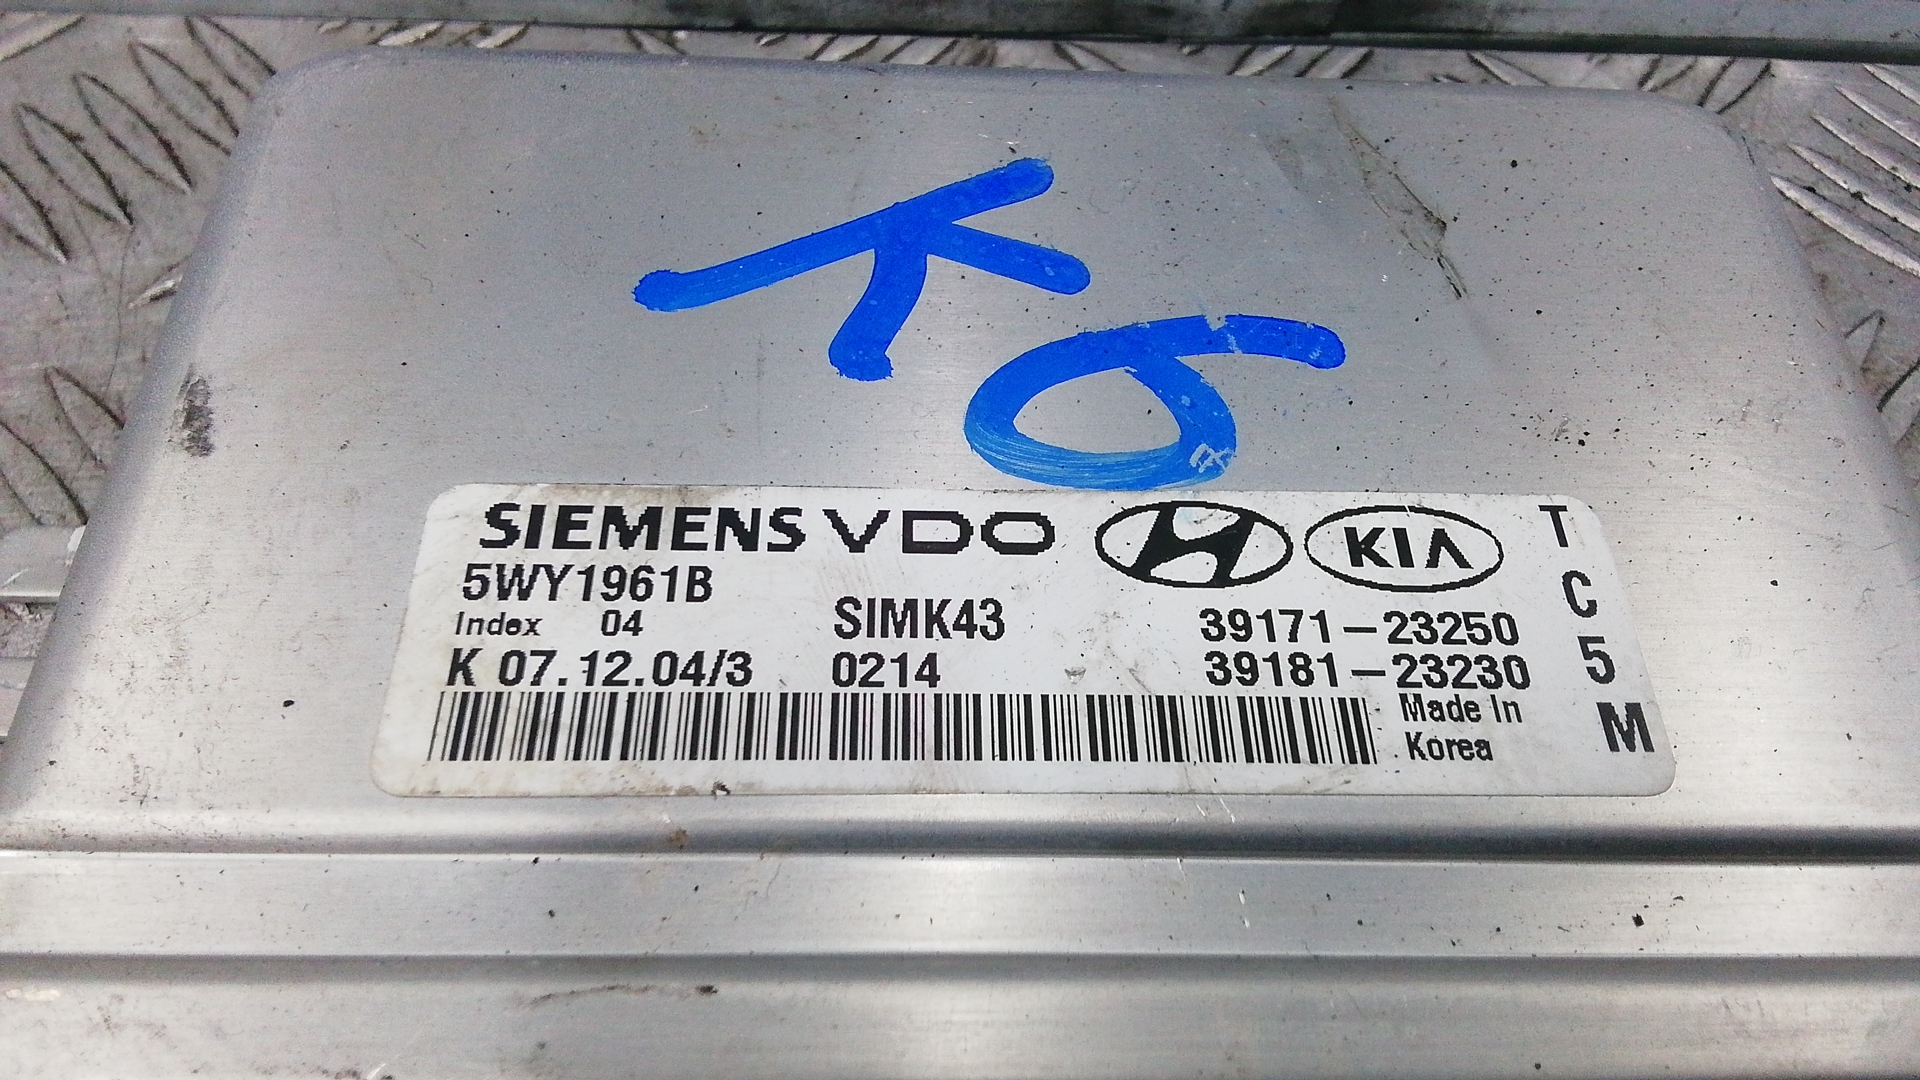 K6
SIEMENS VDO KIA
5WY1961B
Index 04 SIMK43 39171-23250
K 07.12.04/3 0214 39181-23230
Made In
Korea
T
C
5
M